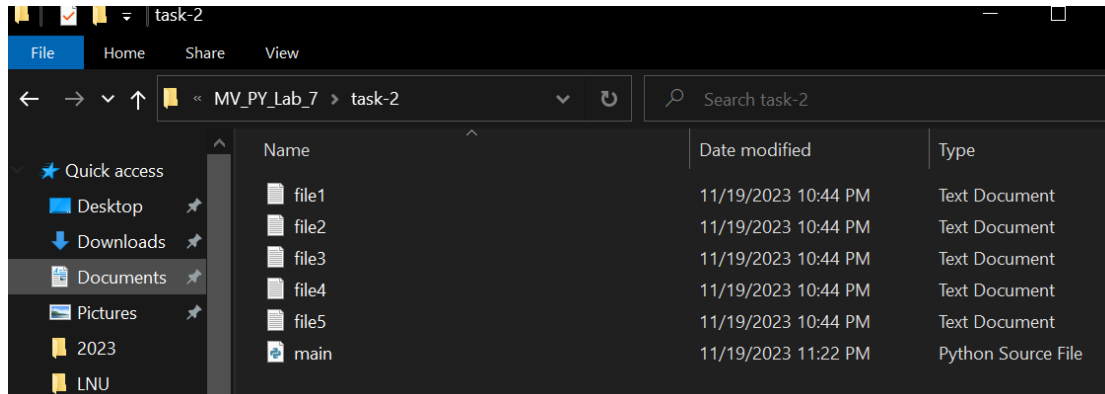 task-2
File Home Share View
« MV_PY_Lab_7 > task-2 Search task-2
Name Date modified Type
Quick access
Desktop
Downloads
Documents
Pictures
2023
LNU
file1 11/19/2023 10:44 PM Text Document
file2 11/19/2023 10:44 PM Text Document
file3 11/19/2023 10:44 PM Text Document
file4 11/19/2023 10:44 PM Text Document
file5 11/19/2023 10:44 PM Text Document
main 11/19/2023 11:22 PM Python Source File